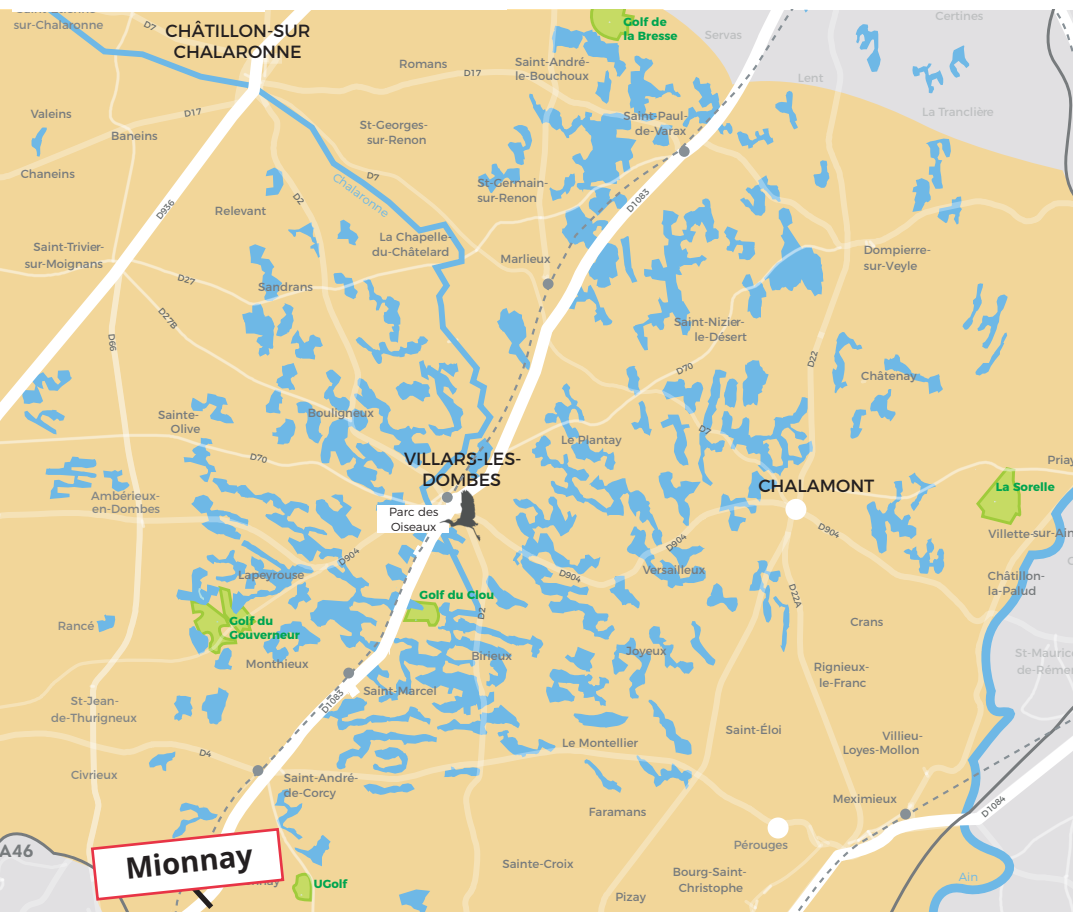 sur-Chalaronne
D7
CHÂTILLON-SUR
CHALARONNE
Romans
D17
Saint-André-
le-Bouchoux
Golf de
la Bresse
Servas
Certines
Lent
La Tranclière
Valeins
D17
Baneins
St-Georges-
sur-Renon
Saint-Paul-
de-Varax
Chaneins
D7
Chalaronne
St-Germain-
sur-Renon
D1083
D936
D2
Relevant
La Chapelle-
du-Châtelard
Marlieux
Dompierre-
sur-Veyle
Saint-Trivier-
sur-Moignans
D27
Sandrans
D27B
D66
Saint-Nizier-
le-Désert
D22
D70
Châtenay
Sainte-
Olive
Bouligneux
D7
Le Plantay
D70
VILLARS-LES-
DOMBES
CHALAMONT
Priay
La Sorelle
Ambérieux-
en-Dombes
Parc des
Oiseaux
D904
Villette-sur-Ain
D904
D904
D904
Lapeyrouse
Versailleux
Châtillon-
la-Palud
Golf du Clou
D2
D22A
Rancé
Golf du
Gouverneur
Crans
Monthieux
Birieux
Joyeux
St-Maurice
de-Rémens
Rignieux-
le-Franc
Saint-Marcel
D1083
St-Jean-
de-Thurigneux
Saint-Éloi
Villieu-
Loyes-Mollon
D4
Le Montellier
Civrieux
Saint-André-
de-Corcy
Meximieux
D1084
Faramans
Pérouges
A46
Mionnay
UGolf
Sainte-Croix
Bourg-Saint-
Christophe
Ain
Pizay